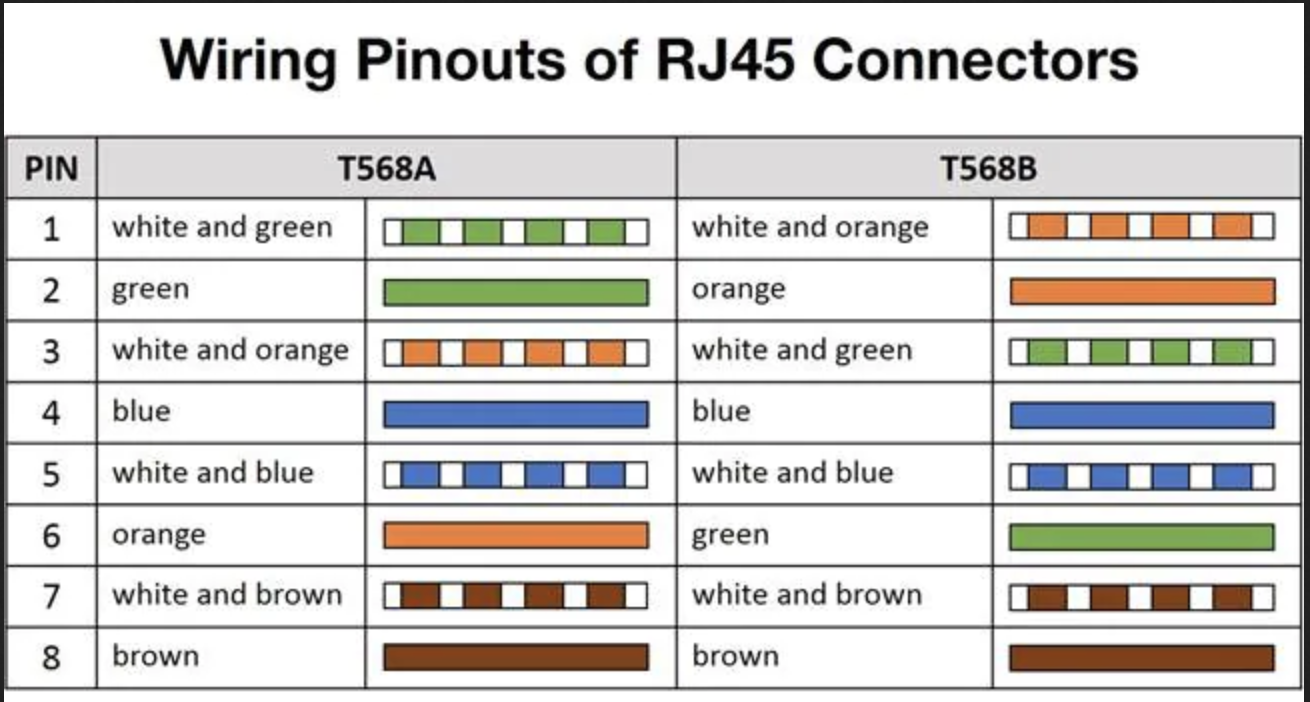 Wiring Pinouts of RJ45 Connectors
PIN T568A T568B
1 white and green white and orange
2 green orange
3 white and orange white and green
4 blue blue
5 white and blue white and blue
6 orange green
7 white and brown white and brown
8 brown brown